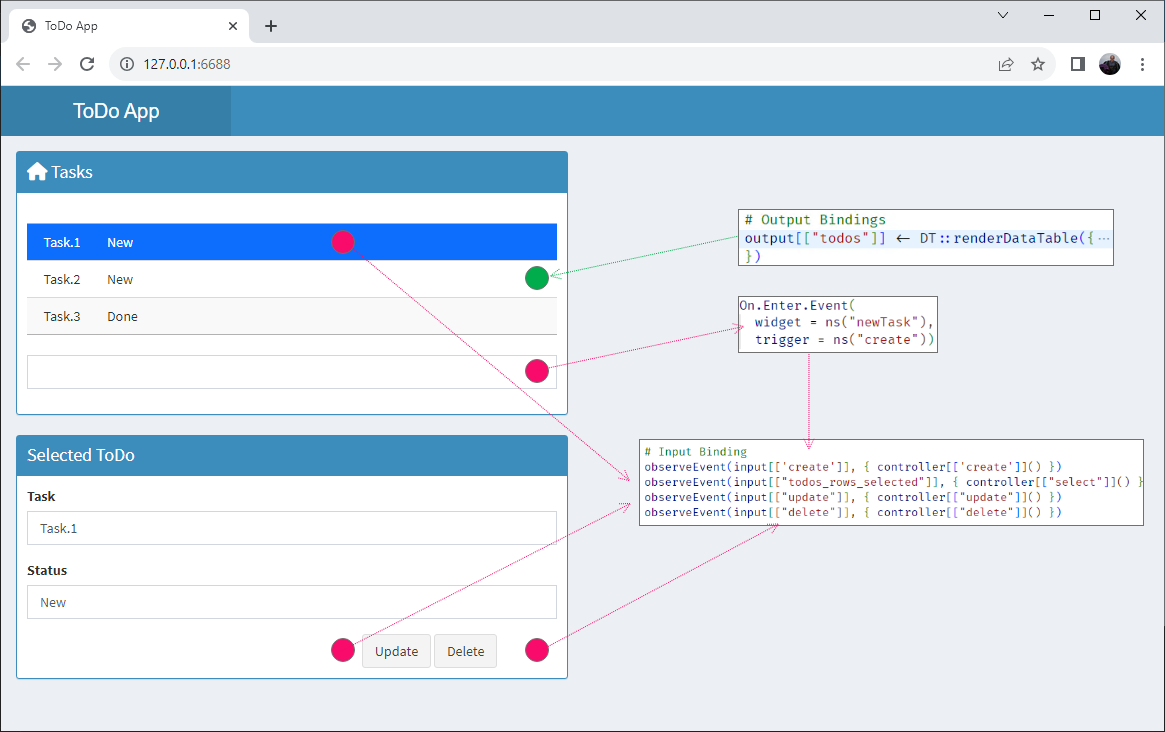 ToDo App
127.0.0.1:6688
ToDo App
Tasks
Task.1 New
Task.2 New
Task.3 Done
Selected ToDo
Task
Task.1
Status
New
Update Delete
# Output Bindings
output[["todos"]] <- DT::renderDataTable({ ...
})
On.Enter.Event(
widget = ns("newTask"),
trigger = ns("create"))
# Input Binding
observeEvent(input[['create']], { controller[['create']]() })
observeEvent(input[["todos_rows_selected"]], { controller[["select"]]() }
observeEvent(input[["update"]], { controller[["update"]]() })
observeEvent(input[["delete"]], { controller[["delete"]]() })